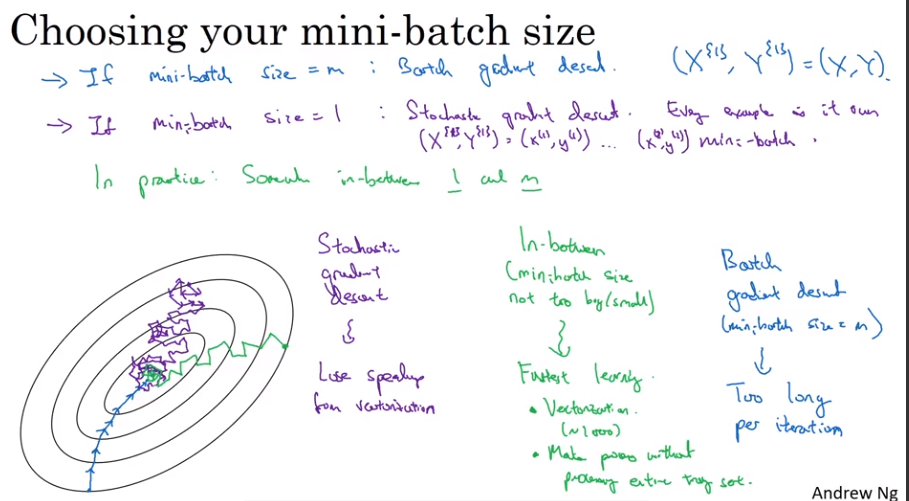 Choosing your mini-batch size
→ If mini-batch size = m : Batch gradient descent. (X^{1}, Y^{1}) = (X, Y).
→ If mini-batch size = 1 : Stochastic gradient descent. Every example is it own
(X^{1}, Y^{1}) = (x^(1), y^(1)) ... mini-batch.
In practice: Somewhere in-between 1 and m
Stochastic
gradient
descent
Lose speedup
from vectorization
In-between
(mini-batch size
not too big/small)
Fastest learning.
• Vectorization.
(~1000)
• Make progress without
processing entire training set.
Batch
gradient descent
(mini-batch size = m)
Too long
per iteration
Andrew Ng